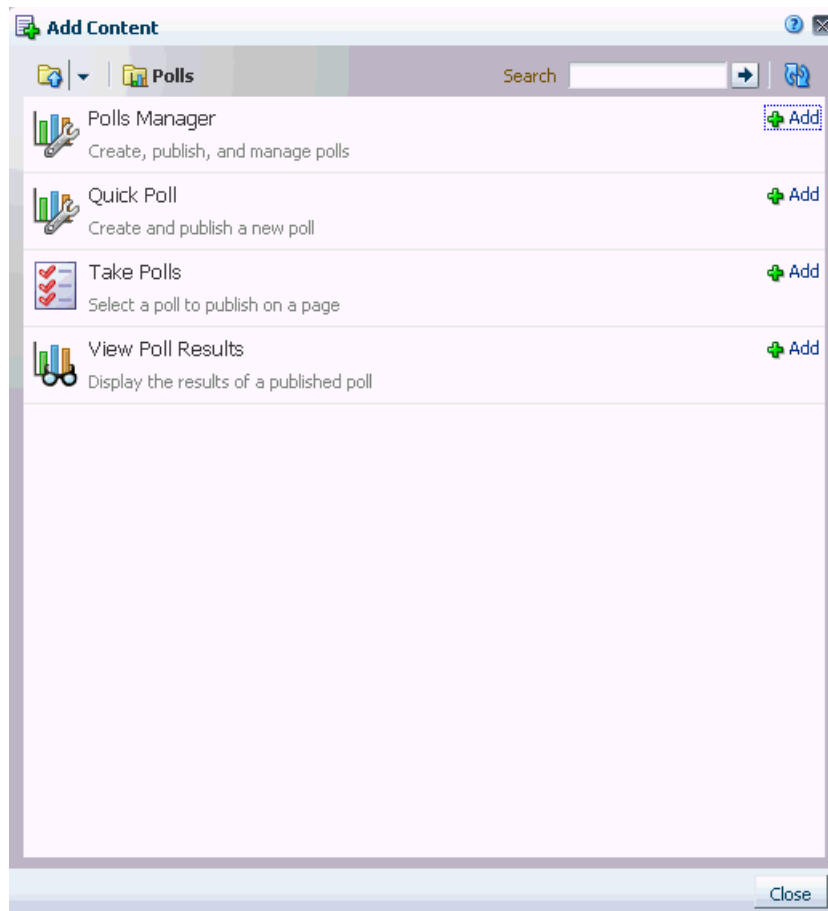 Add Content
Polls Search
Polls Manager Add
Create, publish, and manage polls
Quick Poll Add
Create and publish a new poll
Take Polls Add
Select a poll to publish on a page
View Poll Results Add
Display the results of a published poll
Close